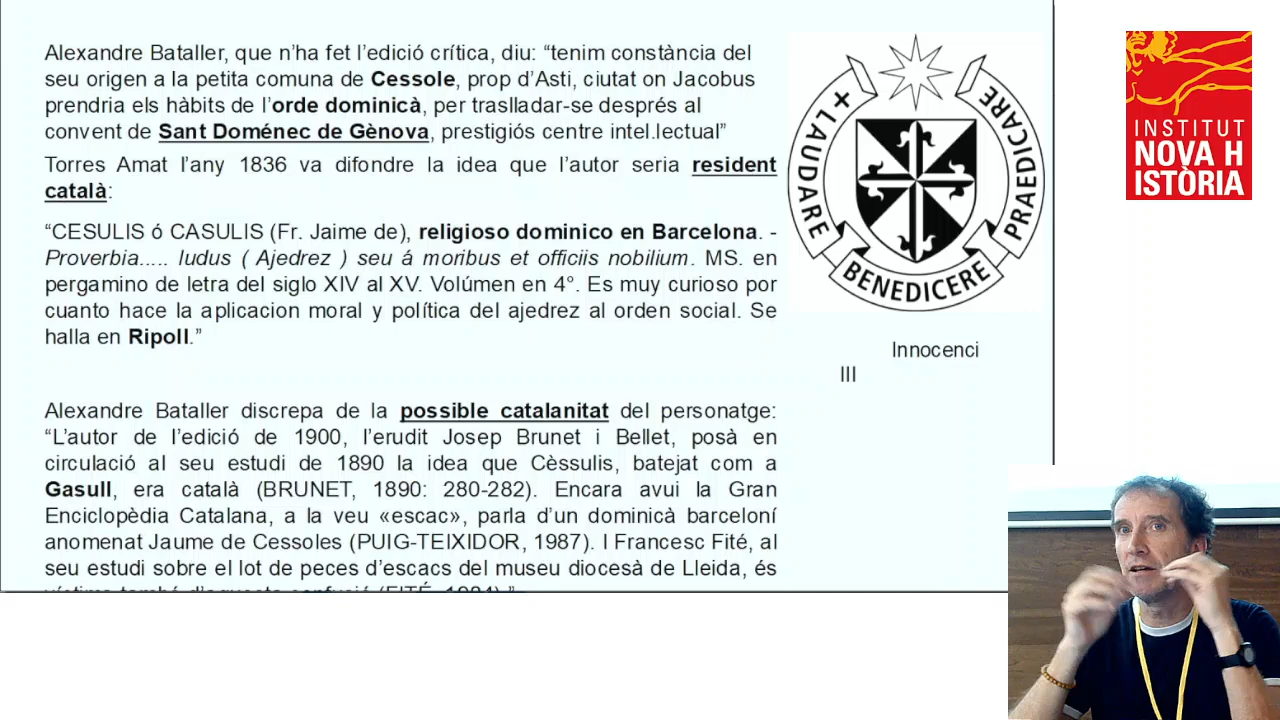 Alexandre Bataller, que n’ha fet l’edició crítica, diu: “tenim constància del
seu origen a la petita comuna de Cessole, prop d’Asti, ciutat on Jacobus
prendria els hàbits de l’orde dominicà, per traslladar-se després al
convent de Sant Doménec de Gènova, prestigiós centre intel.lectual”
Torres Amat l’any 1836 va difondre la idea que l’autor seria resident
català:
“CESULIS ó CASULIS (Fr. Jaime de), religioso dominico en Barcelona. -
Proverbia..... ludus ( Ajedrez ) seu á moribus et officiis nobilium. MS. en
pergamino de letra del siglo XIV al XV. Volúmen en 4°. Es muy curioso por
cuanto hace la aplicacion moral y política del ajedrez al orden social. Se
halla en Ripoll.”
Alexandre Bataller discrepa de la possible catalanitat del personatge:
“L’autor de l’edició de 1900, l’erudit Josep Brunet i Bellet, posà en
circulació al seu estudi de 1890 la idea que Cèssulis, batejat com a
Gasull, era català (BRUNET, 1890: 280-282). Encara avui la Gran
Enciclopèdia Catalana, a la veu «escac», parla d’un dominicà barceloní
anomenat Jaume de Cessoles (PUIG-TEIXIDOR, 1987). I Francesc Fité, al
seu estudi sobre el lot de peces d’escacs del museu diocesà de Lleida, és
LAUDARE
BENEDICERE
PRAEDICARE
Innocenci
III
INSTITUT
NOVA H
ISTÒRIA